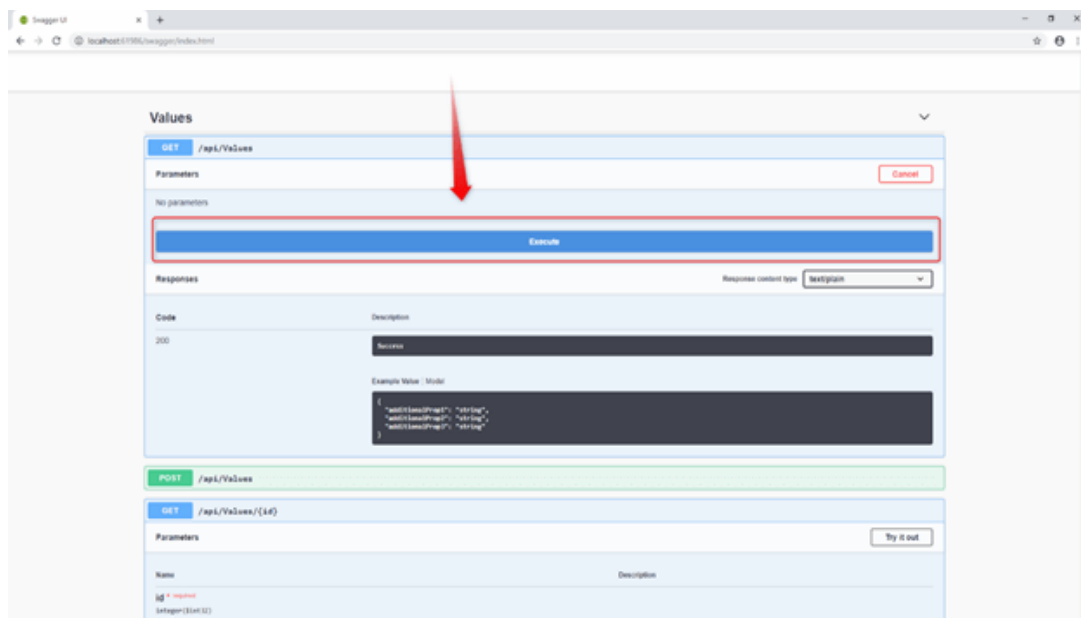 Swagger UI
localhost:61986/swagger/index.html
Values
GET /api/Values
Parameters Cancel
No parameters
Execute
Responses Response content type text/plain
Code Description
200
Success
Example Value | Model
{
"additionalProp1": "string",
"additionalProp2": "string",
"additionalProp3": "string"
}
POST /api/Values
GET /api/Values/{id}
Parameters Try it out
Name Description
id * required
integer($int32)